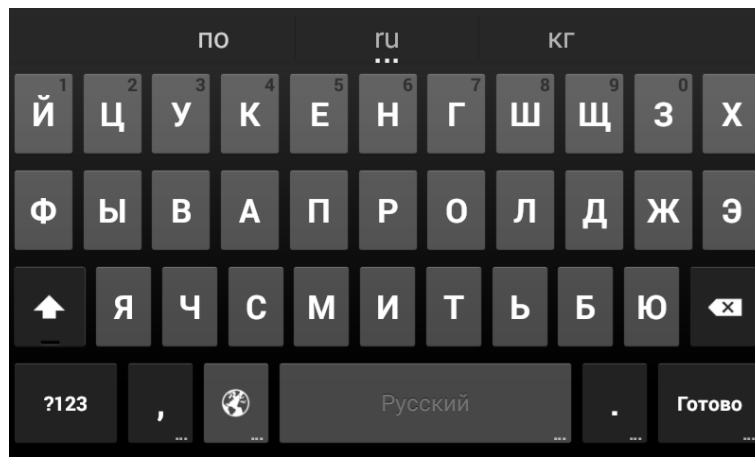 по ru кг
1 2 3 4 5 6 7 8 9 0
Й Ц У К Е Н Г Ш Щ З Х
Ф Ы В А П Р О Л Д Ж Э
Я Ч С М И Т Ь Б Ю
?123 , Русский . Готово